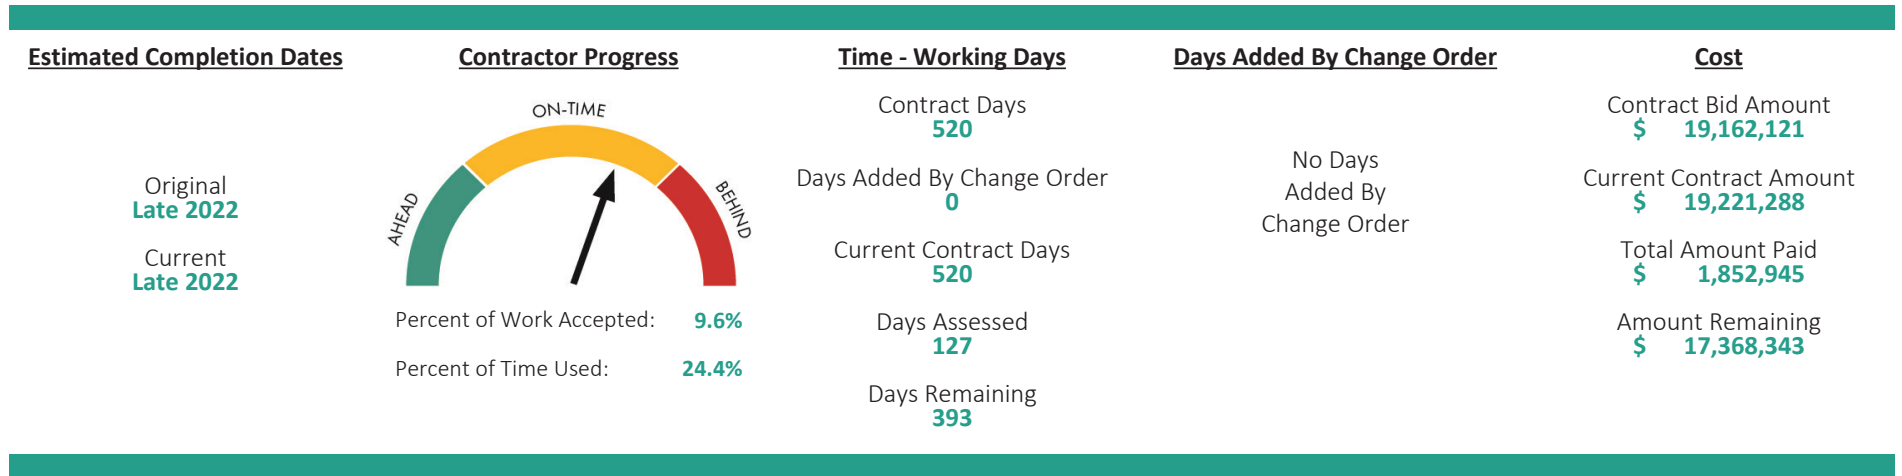 Estimated Completion Dates
Original
Late 2022
Current
Late 2022
Contractor Progress
ON-TIME
AHEAD
BEHIND
Percent of Work Accepted: 9.6%
Percent of Time Used: 24.4%
Time - Working Days
Contract Days
520
Days Added By Change Order
0
Current Contract Days
520
Days Assessed
127
Days Remaining
393
Days Added By Change Order
No Days
Added By
Change Order
Cost
Contract Bid Amount
$ 19,162,121
Current Contract Amount
$ 19,221,288
Total Amount Paid
$ 1,852,945
Amount Remaining
$ 17,368,343